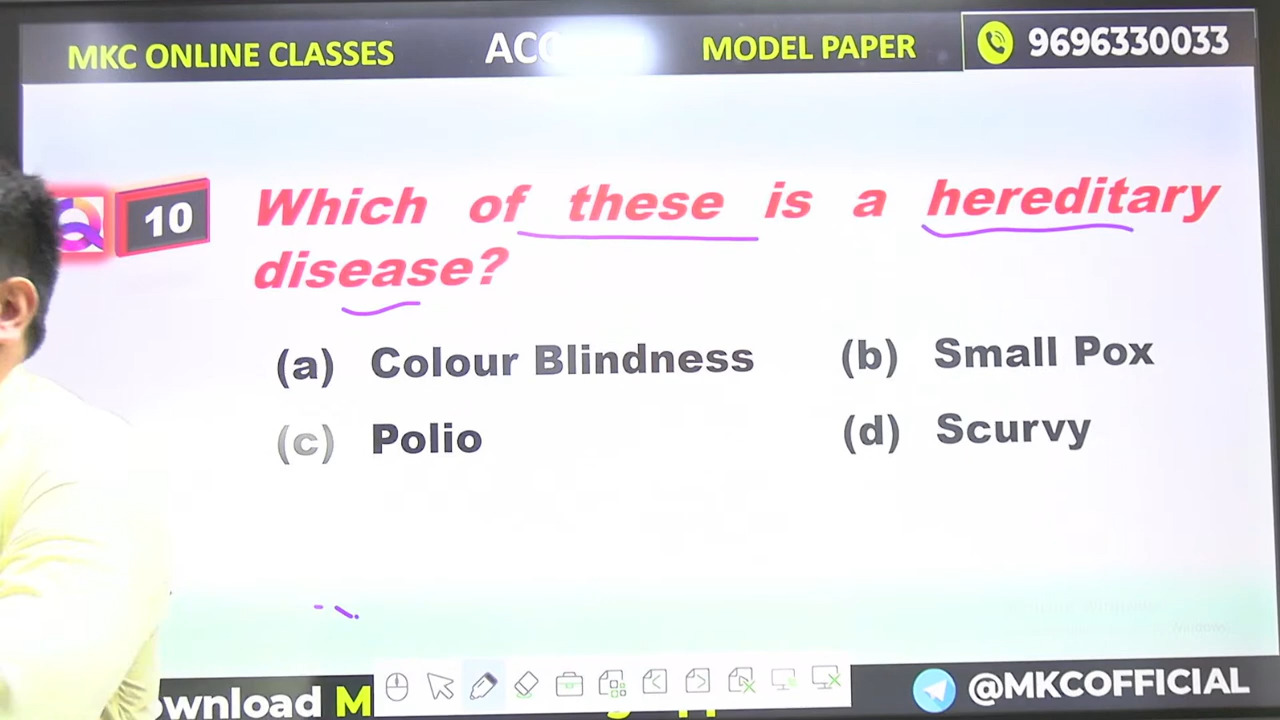 MKC ONLINE CLASSES
MODEL PAPER
9696330033
10
Which of these is a hereditary
disease?
(a) Colour Blindness
(b) Small Pox
(c) Polio
(d) Scurvy
@MKCOFFICIAL